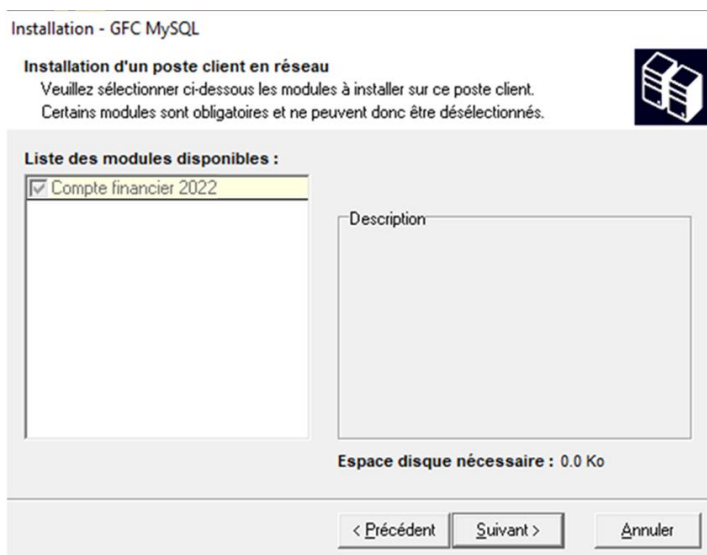 Installation - GFC MySQL
Installation d'un poste client en réseau
Veuillez sélectionner ci-dessous les modules à installer sur ce poste client.
Certains modules sont obligatoires et ne peuvent donc être désélectionnés.
Liste des modules disponibles :
Compte financier 2022
Description
Espace disque nécessaire : 0.0 Ko
< Précédent
Suivant >
Annuler